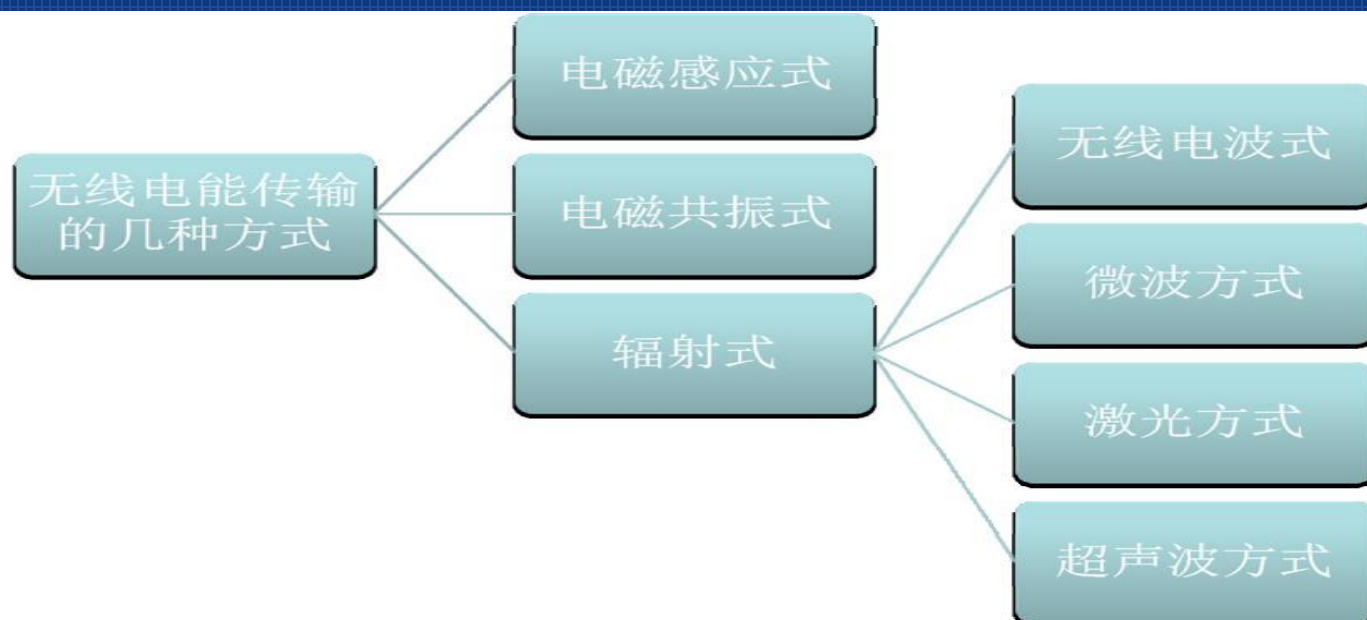 无线电能传输
的几种方式
电磁感应式
电磁共振式
辐射式
无线电波式
微波方式
激光方式
超声波方式